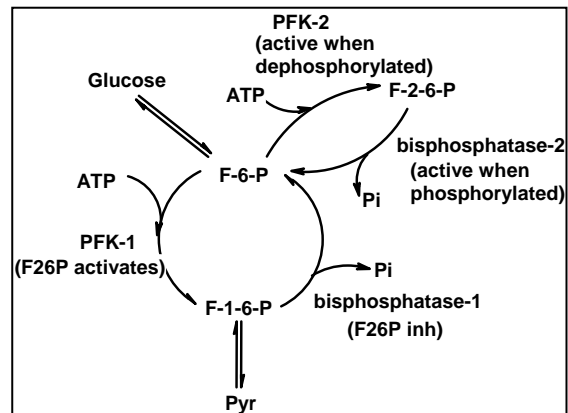 PFK-2
(active when
dephosphorylated)
Glucose
ATP
F-2-6-P
bisphosphatase-2
(active when
phosphorylated)
F-6-P
Pi
ATP
PFK-1
(F26P activates)
Pi
F-1-6-P
bisphosphatase-1
(F26P inh)
Pyr